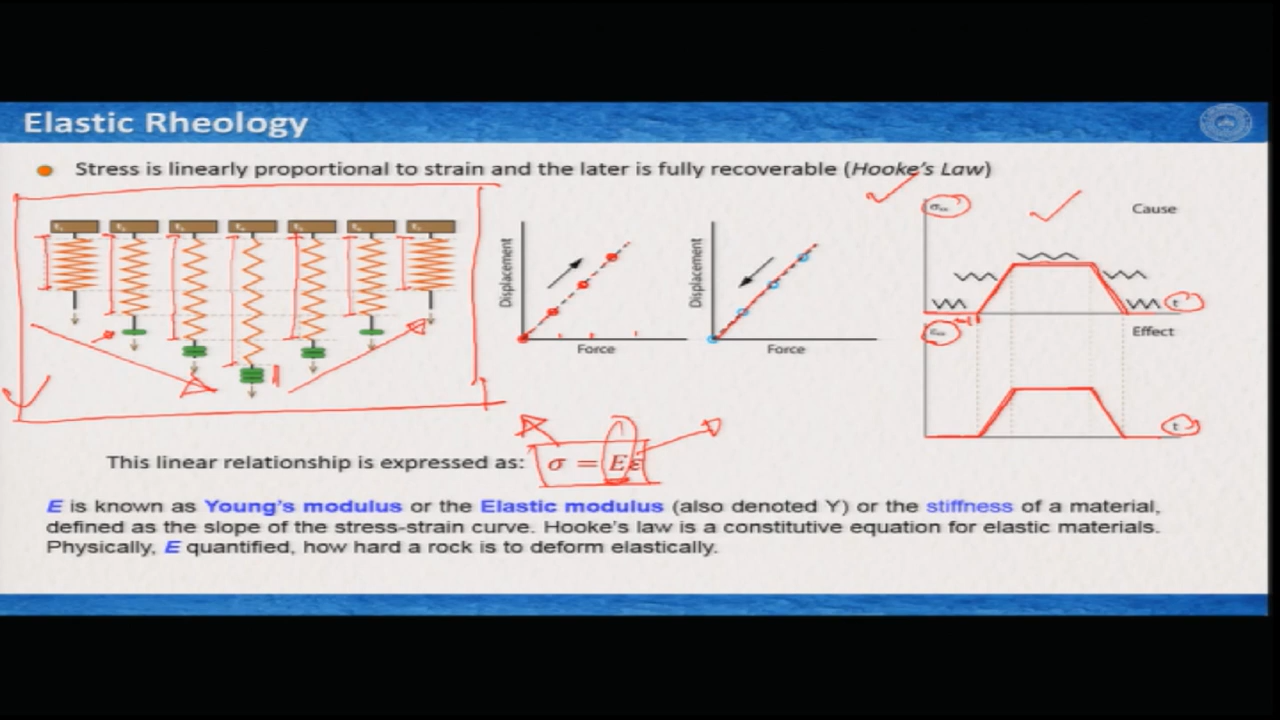 Elastic Rheology
Stress is linearly proportional to strain and the later is fully recoverable (Hooke's Law)
Cause
Displacement
Displacement
t
Effect
Force
Force
t
This linear relationship is expressed as: σ = Eε
E is known as Young's modulus or the Elastic modulus (also denoted Y) or the stiffness of a material,
defined as the slope of the stress-strain curve. Hooke's law is a constitutive equation for elastic materials.
Physically, E quantified, how hard a rock is to deform elastically.